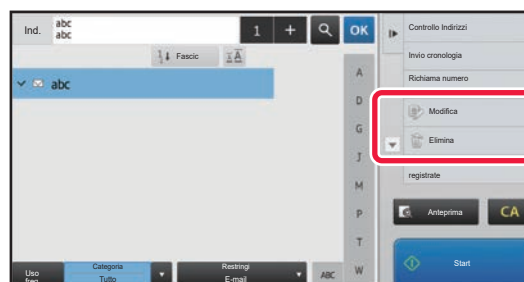 Ind.
abc
abc
1
+
OK
Fascic
A
abc
A
D
G
J
M
P
T
W
Uso
freq.
Categoria
Tutto
Restringi
E-mail
ABC
Controllo Indirizzi
Invio cronologia
Richiama numero
Modifica
Elimina
registrate
Anteprima
CA
Start